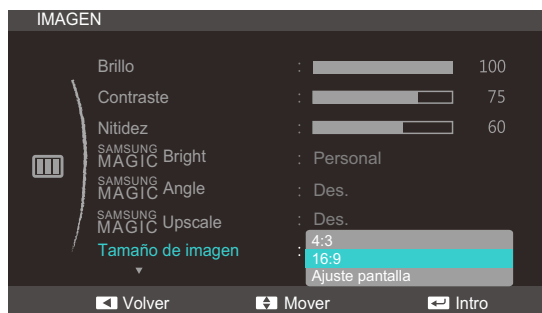 IMAGEN
Brillo : 100
Contraste : 75
Nitidez : 60
SAMSUNG MAGIC Bright : Personal
SAMSUNG MAGIC Angle : Des.
SAMSUNG MAGIC Upscale : Des.
Tamaño de imagen :
4:3
16:9
Ajuste pantalla
Volver Mover Intro